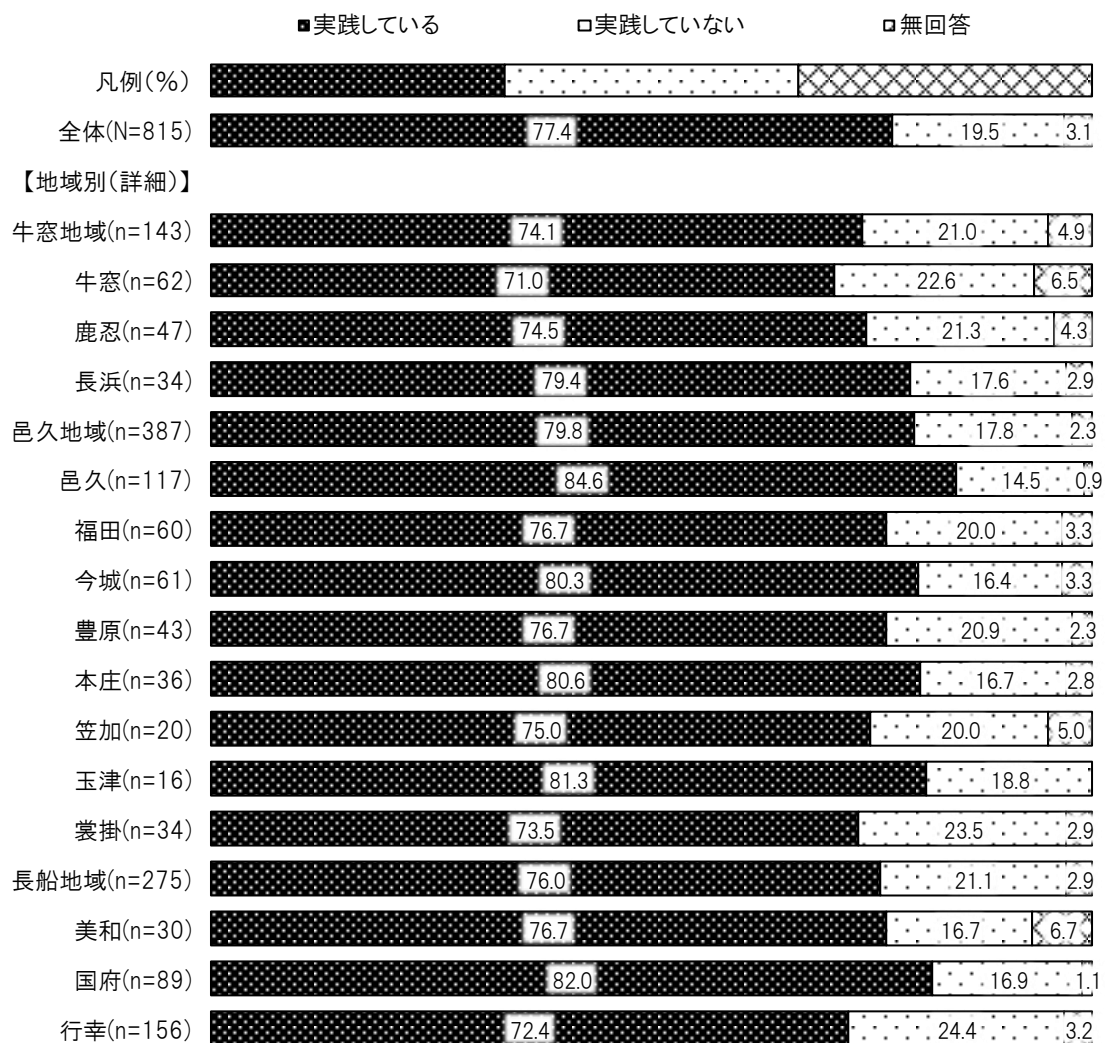 ■実践している □実践していない □無回答
凡例(%)
全体(N=815) 77.4 19.5 3.1
【地域別(詳細)】
牛窓地域(n=143) 74.1 21.0 4.9
牛窓(n=62) 71.0 22.6 6.5
鹿忍(n=47) 74.5 21.3 4.3
長浜(n=34) 79.4 17.6 2.9
邑久地域(n=387) 79.8 17.8 2.3
邑久(n=117) 84.6 14.5 0.9
福田(n=60) 76.7 20.0 3.3
今城(n=61) 80.3 16.4 3.3
豊原(n=43) 76.7 20.9 2.3
本庄(n=36) 80.6 16.7 2.8
笠加(n=20) 75.0 20.0 5.0
玉津(n=16) 81.3 18.8
裳掛(n=34) 73.5 23.5 2.9
長船地域(n=275) 76.0 21.1 2.9
美和(n=30) 76.7 16.7 6.7
国府(n=89) 82.0 16.9 1.1
行幸(n=156) 72.4 24.4 3.2